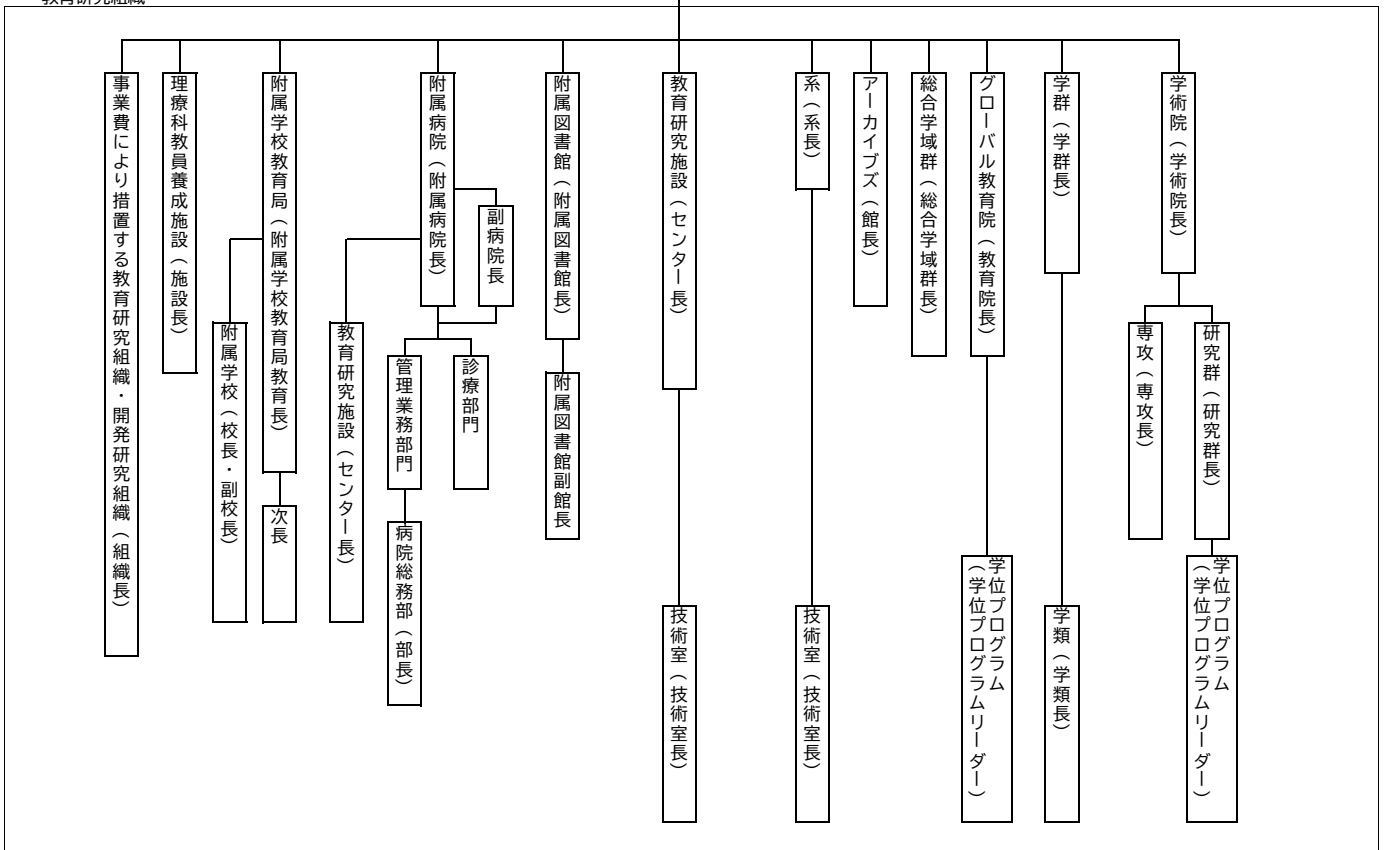 教育研究組織
学術院(学術院長)
研究群(研究群長)
学位プログラム
(学位プログラムリーダー)
専攻(専攻長)
学群(学群長)
学類(学類長)
グローバル教育院(教育院長)
学位プログラム
(学位プログラムリーダー)
総合学域群(総合学域群長)
アーカイブズ(館長)
系(系長)
技術室(技術室長)
教育研究施設(センター長)
技術室(技術室長)
附属図書館(附属図書館長)
附属図書館副館長
附属病院(附属病院長)
副病院長
診療部門
管理業務部門
病院総務部(部長)
教育研究施設(センター長)
附属学校教育局(附属学校教育局教育長)
次長
附属学校(校長・副校長)
理療科教員養成施設(施設長)
事業費により措置する教育研究組織・開発研究組織(組織長)